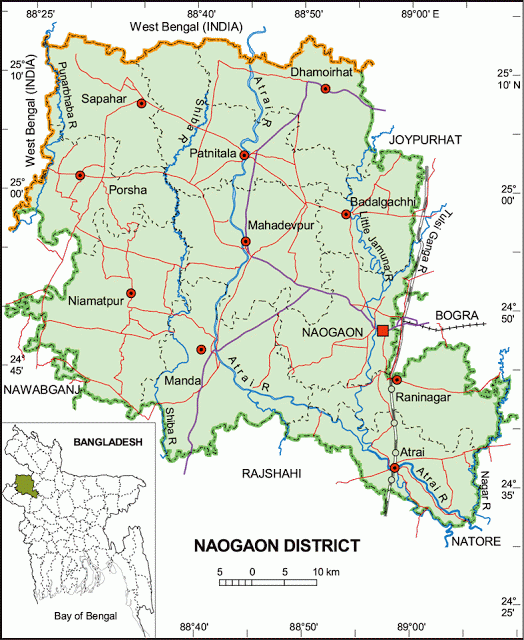 88°25' 88°40' 88°50' 89°00'
West Bengal (INDIA)
25°
10'
West Bengal (INDIA)
25°
10' N
Dhamoirhat
Punarbhaba R
Sapahar
Shiba R
Atrai R
JOYPURHAT
Patnitala
Porsha
25°
00'
25°
00'
Badalgachhi
Tulsi Ganga R
Mahadevpur
Little Jamuna R
Niamatpur
24°
50'
BOGRA
NAOGAON
24°
45'
Manda
Atrai R
NAWABGANJ
Raninagar
Shiba R
BANGLADESH
Atrai
RAJSHAHI
Atrai R
Nagar R
24°
35'
NATORE
NAOGAON DISTRICT
5 0 5 10 km
Bay of Bengal
24°
25'
88°40' 88°50' 89°00'